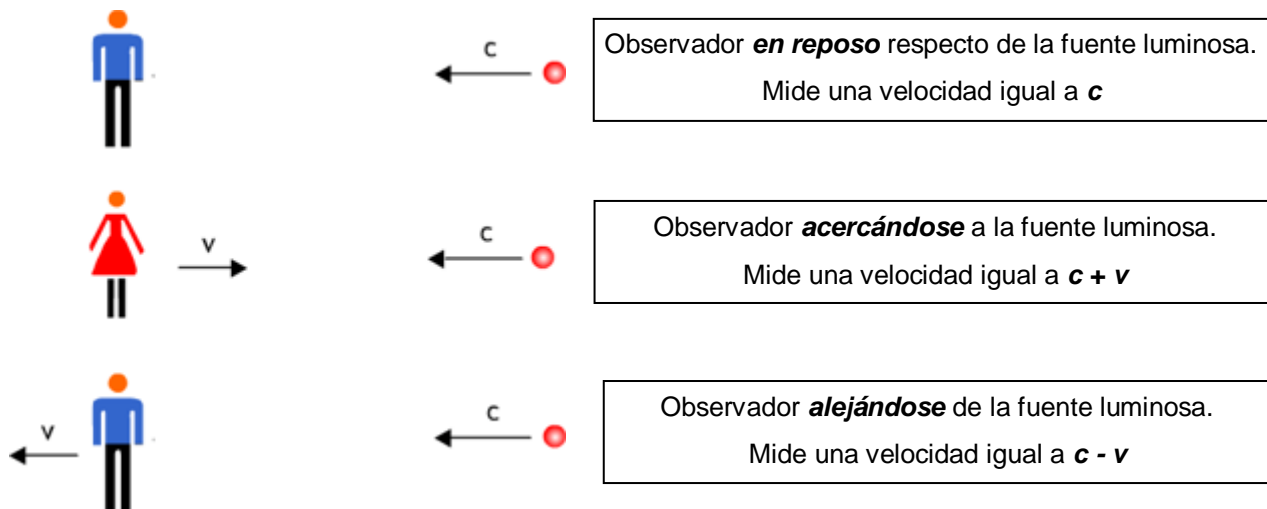 c
Observador en reposo respecto de la fuente luminosa.
Mide una velocidad igual a c
v
c
Observador acercándose a la fuente luminosa.
Mide una velocidad igual a c + v
v
c
Observador alejándose de la fuente luminosa.
Mide una velocidad igual a c - v